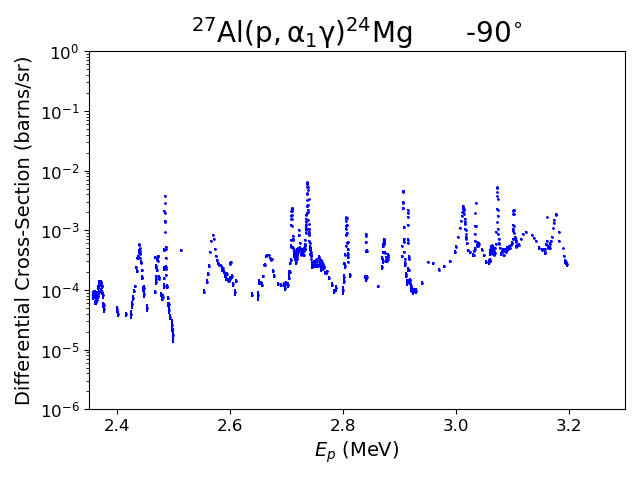 ²⁷Al(p, α₁γ)²⁴Mg -90°
Differential Cross-Section (barns/sr)
10⁰
10⁻¹
10⁻²
10⁻³
10⁻⁴
10⁻⁵
10⁻⁶
2.4 2.6 2.8 3.0 3.2
Eₚ (MeV)